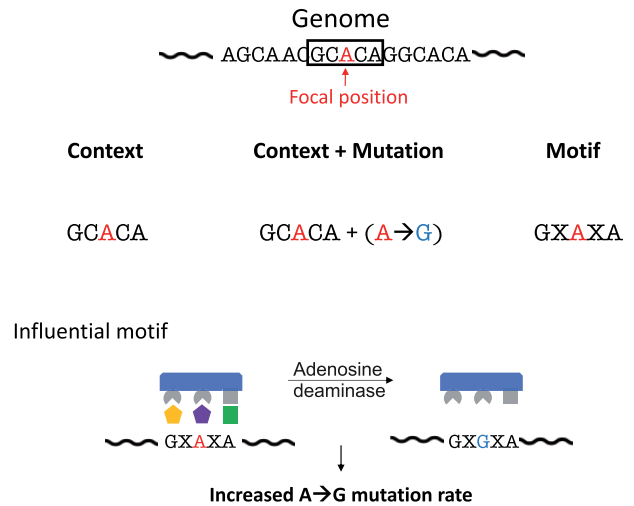 Genome
AGCAACGCACAGGCACA
Focal position
Context Context + Mutation Motif
GCACA GCACA + (A→G) GXAXA
Influential motif
Adenosine
deaminase
GXAXA GXGXA
Increased A→G mutation rate